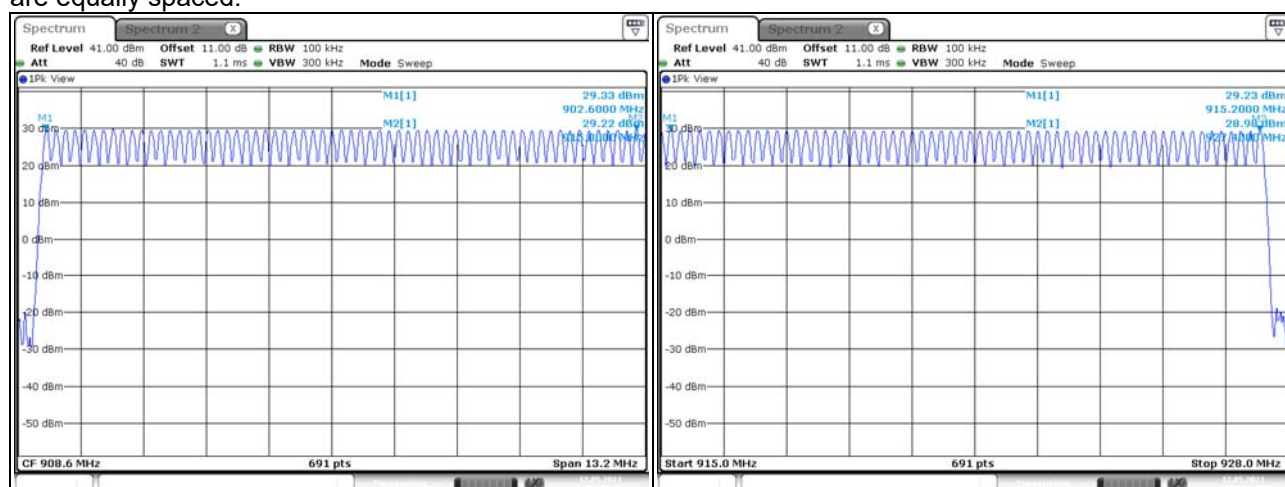 are equally spaced.
Spectrum Spectrum 2 X
Ref Level 41.00 dBm Offset 11.00 dB RBW 100 kHz
Att 40 dB SWT 1.1 ms VBW 300 kHz Mode Sweep
1Pk View
M1[1] 29.33 dBm
902.6000 MHz
M2[1] 29.22 dBm
M1
M2
30 dBm
20 dBm
10 dBm
0 dBm
-10 dBm
-20 dBm
-30 dBm
-40 dBm
-50 dBm
CF 908.6 MHz 691 pts Span 13.2 MHz
Spectrum Spectrum 2 X
Ref Level 41.00 dBm Offset 11.00 dB RBW 100 kHz
Att 40 dB SWT 1.1 ms VBW 300 kHz Mode Sweep
1Pk View
M1[1] 29.23 dBm
915.2000 MHz
M2[1] 28.98 dBm
M1
30 dBm
20 dBm
10 dBm
0 dBm
-10 dBm
-20 dBm
-30 dBm
-40 dBm
-50 dBm
Start 915.0 MHz 691 pts Stop 928.0 MHz